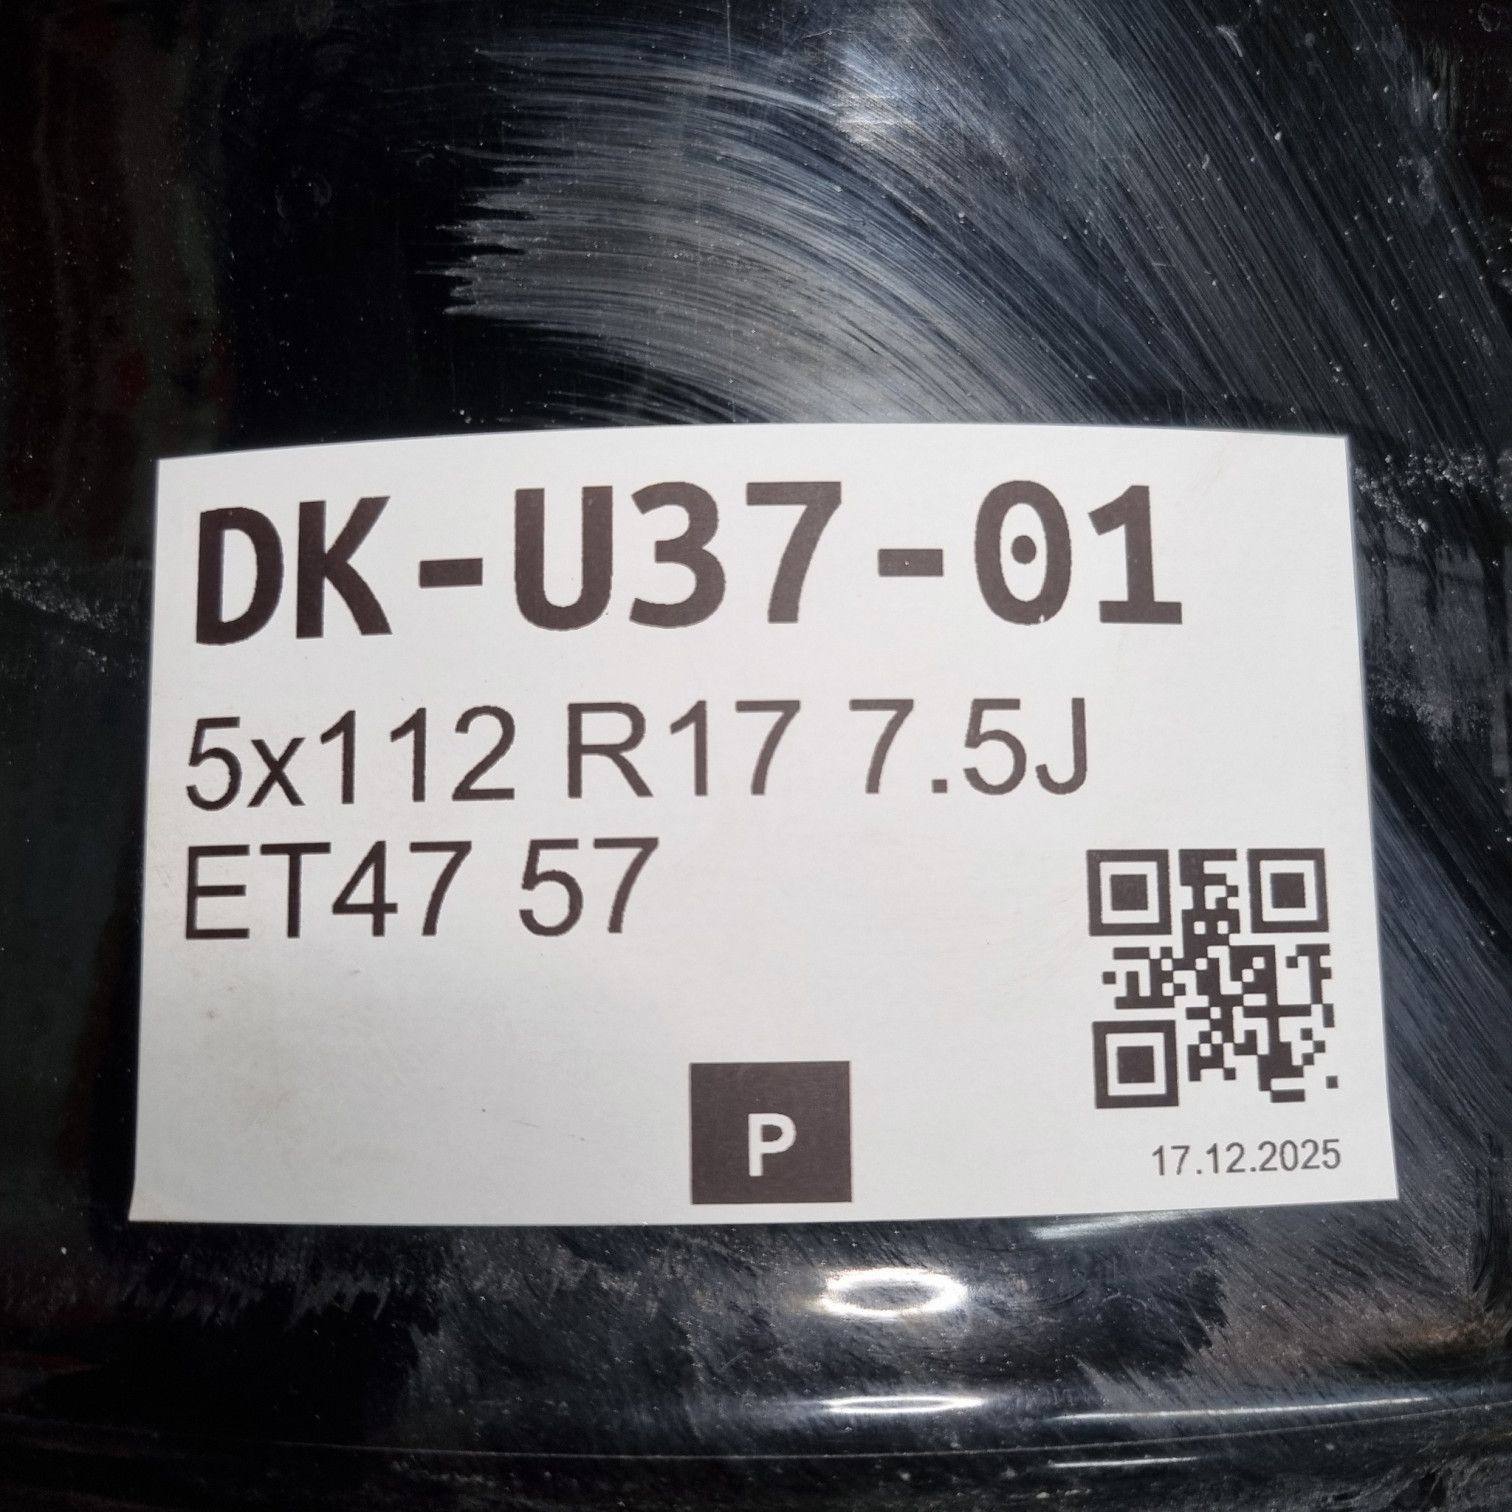 DK-U37-01
5x112 R17 7.5J
ET47 57
P
17.12.2025